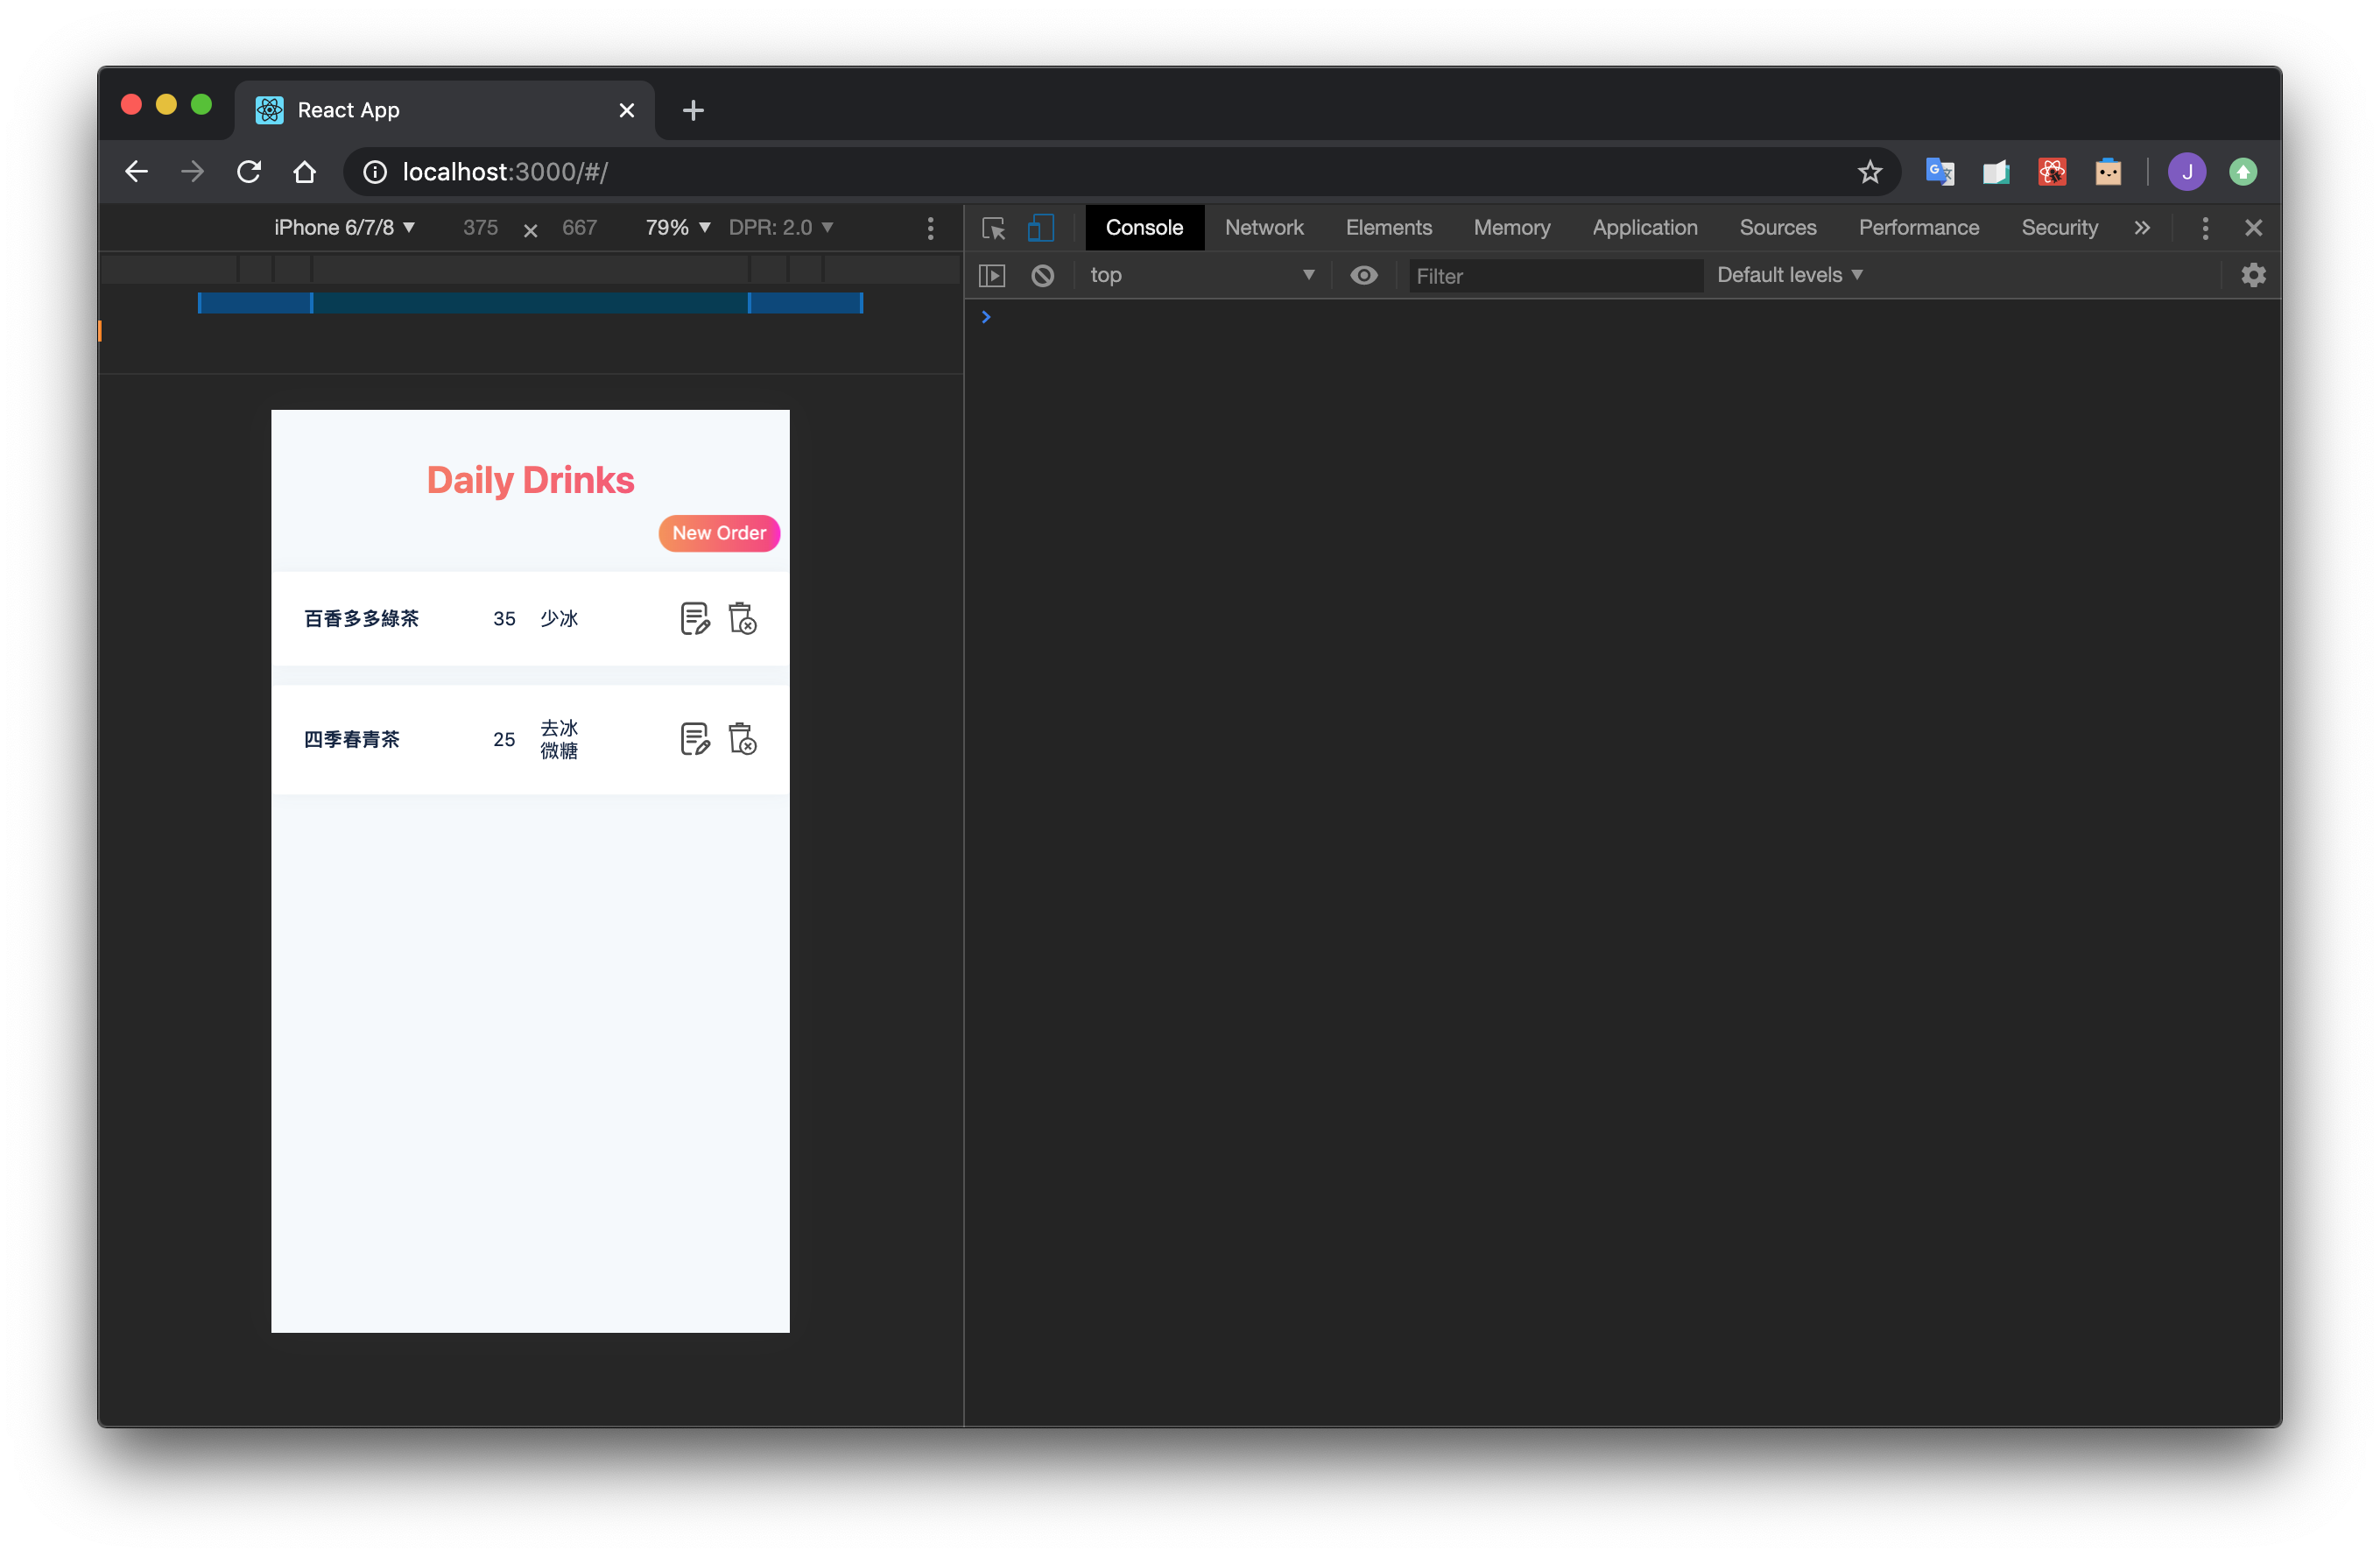 React App
localhost:3000/#/
J
iPhone 6/7/8 375 × 667 79% DPR: 2.0
Console Network Elements Memory Application Sources Performance Security
top Filter Default levels
Daily Drinks
New Order
百香多多綠茶 35 少冰
四季春青茶 25 去冰
微糖